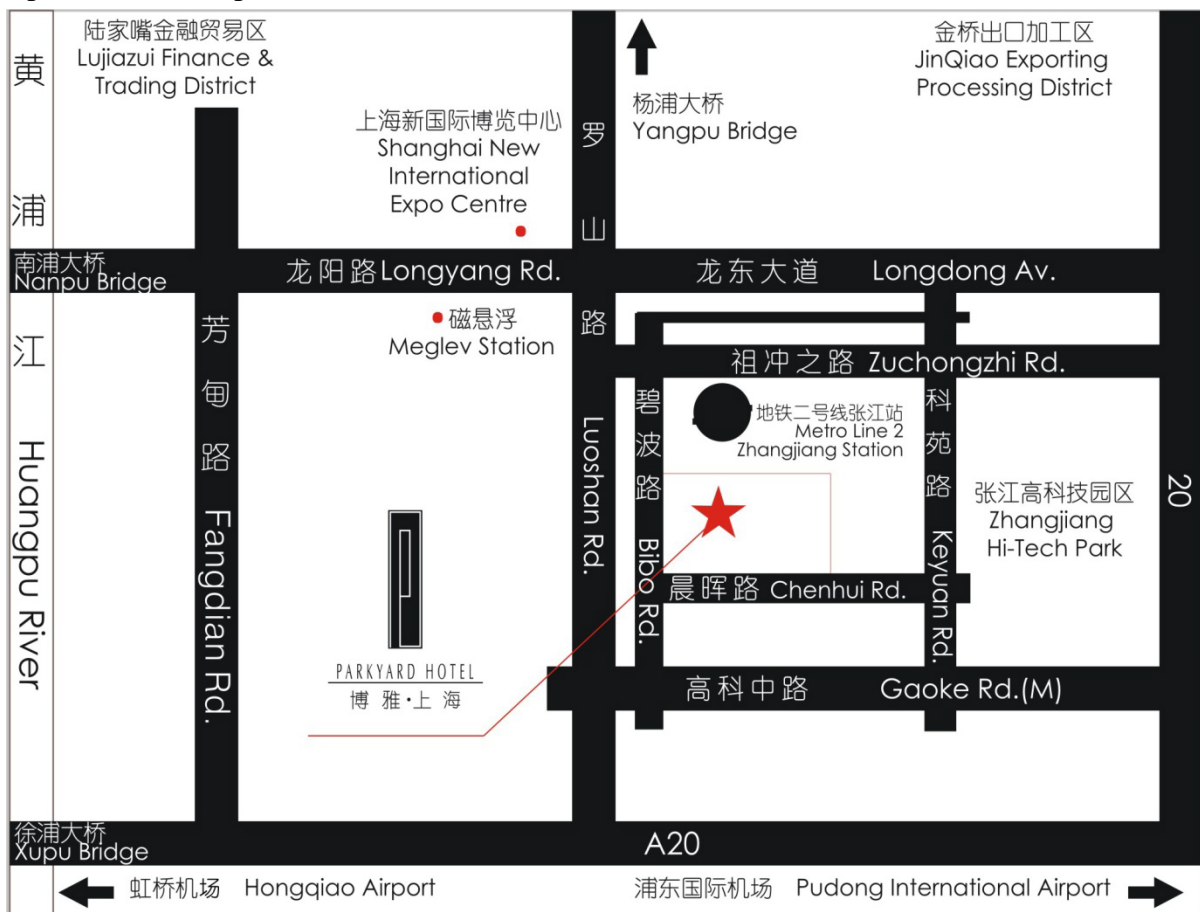 陆家嘴金融贸易区
Lujiazui Finance &
Trading District
金桥出口加工区
JinQiao Exporting
Processing District
杨浦大桥
Yangpu Bridge
上海新国际博览中心
Shanghai New
International
Expo Centre
黄浦江 Huangpu River
南浦大桥
Nanpu Bridge
龙阳路 Longyang Rd.
龙东大道 Longdong Av.
罗山路 Luoshan Rd.
磁悬浮
Meglev Station
芳甸路 Fangdian Rd.
祖冲之路 Zuchongzhi Rd.
地铁二号线张江站
Metro Line 2
Zhangjiang Station
碧波路 Bibo Rd.
科苑路 Keyuan Rd.
张江高科技园区
Zhangjiang
Hi-Tech Park
20
晨晖路 Chenhui Rd.
PARKYARD HOTEL
博雅·上海
高科中路 Gaoke Rd.(M)
徐浦大桥
Xupu Bridge
A20
虹桥机场 Hongqiao Airport
浦东国际机场 Pudong International Airport